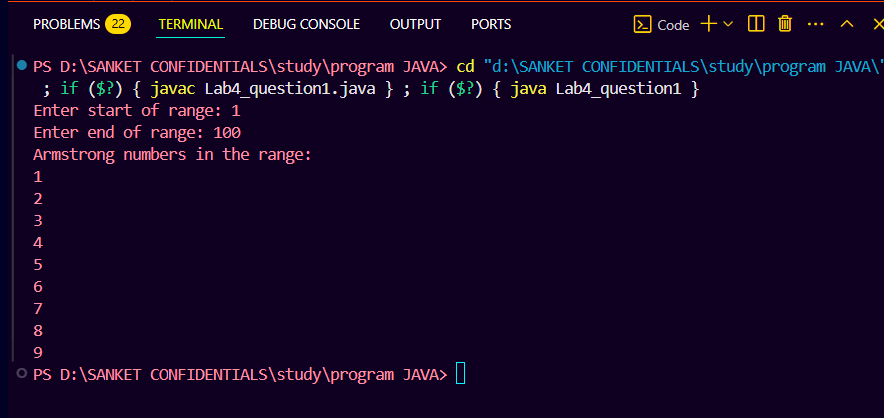 PROBLEMS 22 TERMINAL DEBUG CONSOLE OUTPUT PORTS Code
PS D:\SANKET CONFIDENTIALS\study\program JAVA> cd "d:\SANKET CONFIDENTIALS\study\program JAVA\"
; if ($?) { javac Lab4_question1.java } ; if ($?) { java Lab4_question1 }
Enter start of range: 1
Enter end of range: 100
Armstrong numbers in the range:
1
2
3
4
5
6
7
8
9
PS D:\SANKET CONFIDENTIALS\study\program JAVA>